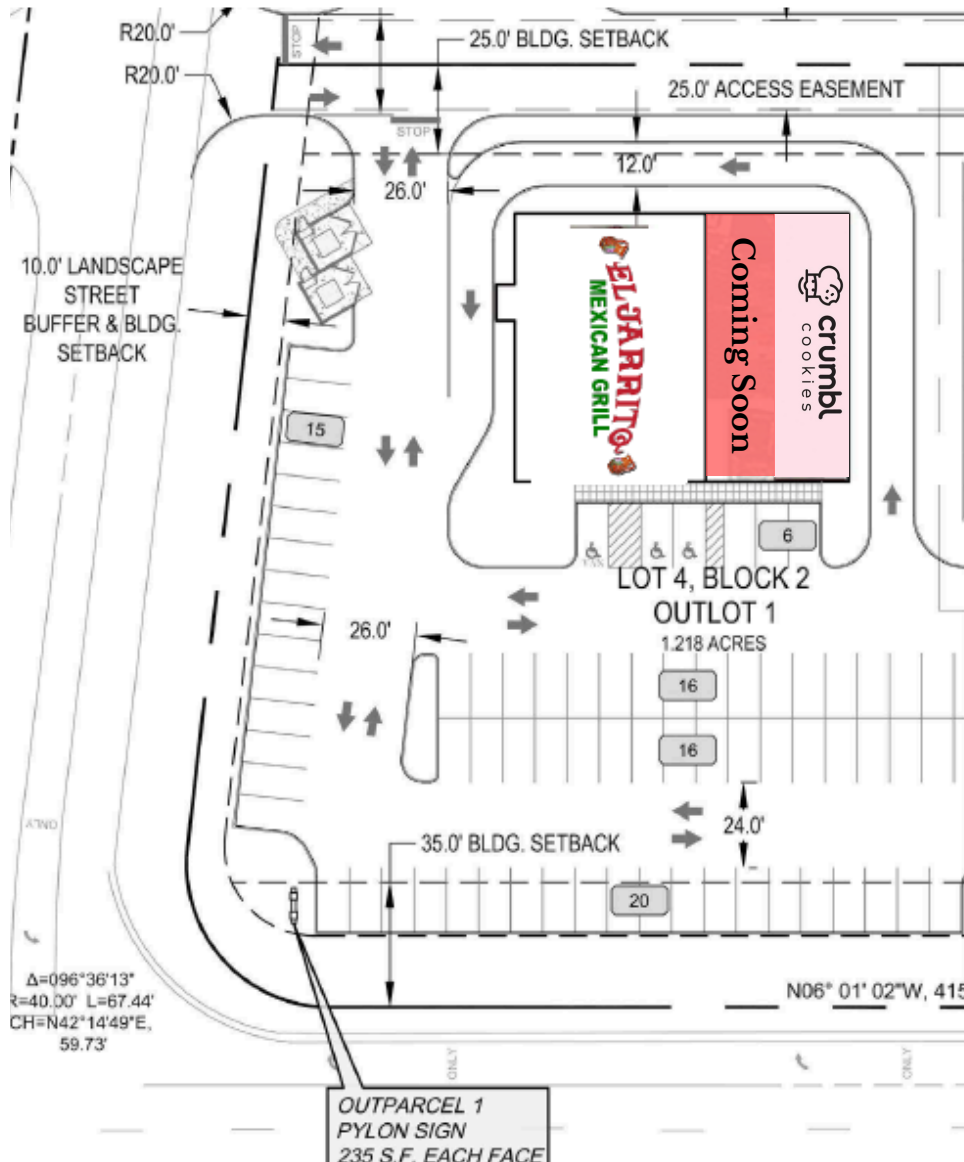 R20.0'
STOP
25.0' BLDG. SETBACK
R20.0'
25.0' ACCESS EASEMENT
STOP
12.0'
26.0'
10.0' LANDSCAPE
STREET
BUFFER & BLDG.
SETBACK
EL JARRITO
MEXICAN GRILL
Coming Soon
crumbl
cookies
15
6
LOT 4, BLOCK 2
OUTLOT 1
1.218 ACRES
26.0'
16
16
24.0'
ONLY
35.0' BLDG. SETBACK
20
Δ=096°36'13"
R=40.00' L=67.44'
CH=N42°14'49"E,
59.73'
N06° 01' 02"W, 415
ONLY
ONLY
OUTPARCEL 1
PYLON SIGN
235 S.F. EACH FACE